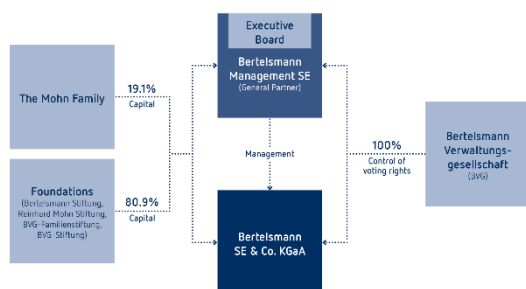 Executive
Board
Bertelsmann
Management SE
(General Partner)
The Mohn Family
19.1%
Capital
Management
100%
Control of
voting rights
Bertelsmann
Verwaltungs-
gesellschaft
(BVG)
Foundations
(Bertelsmann Stiftung,
Reinhard Mohn Stiftung,
BVG-Familienstiftung,
BVG-Stiftung)
80.9%
Capital
Bertelsmann
SE & Co. KGaA